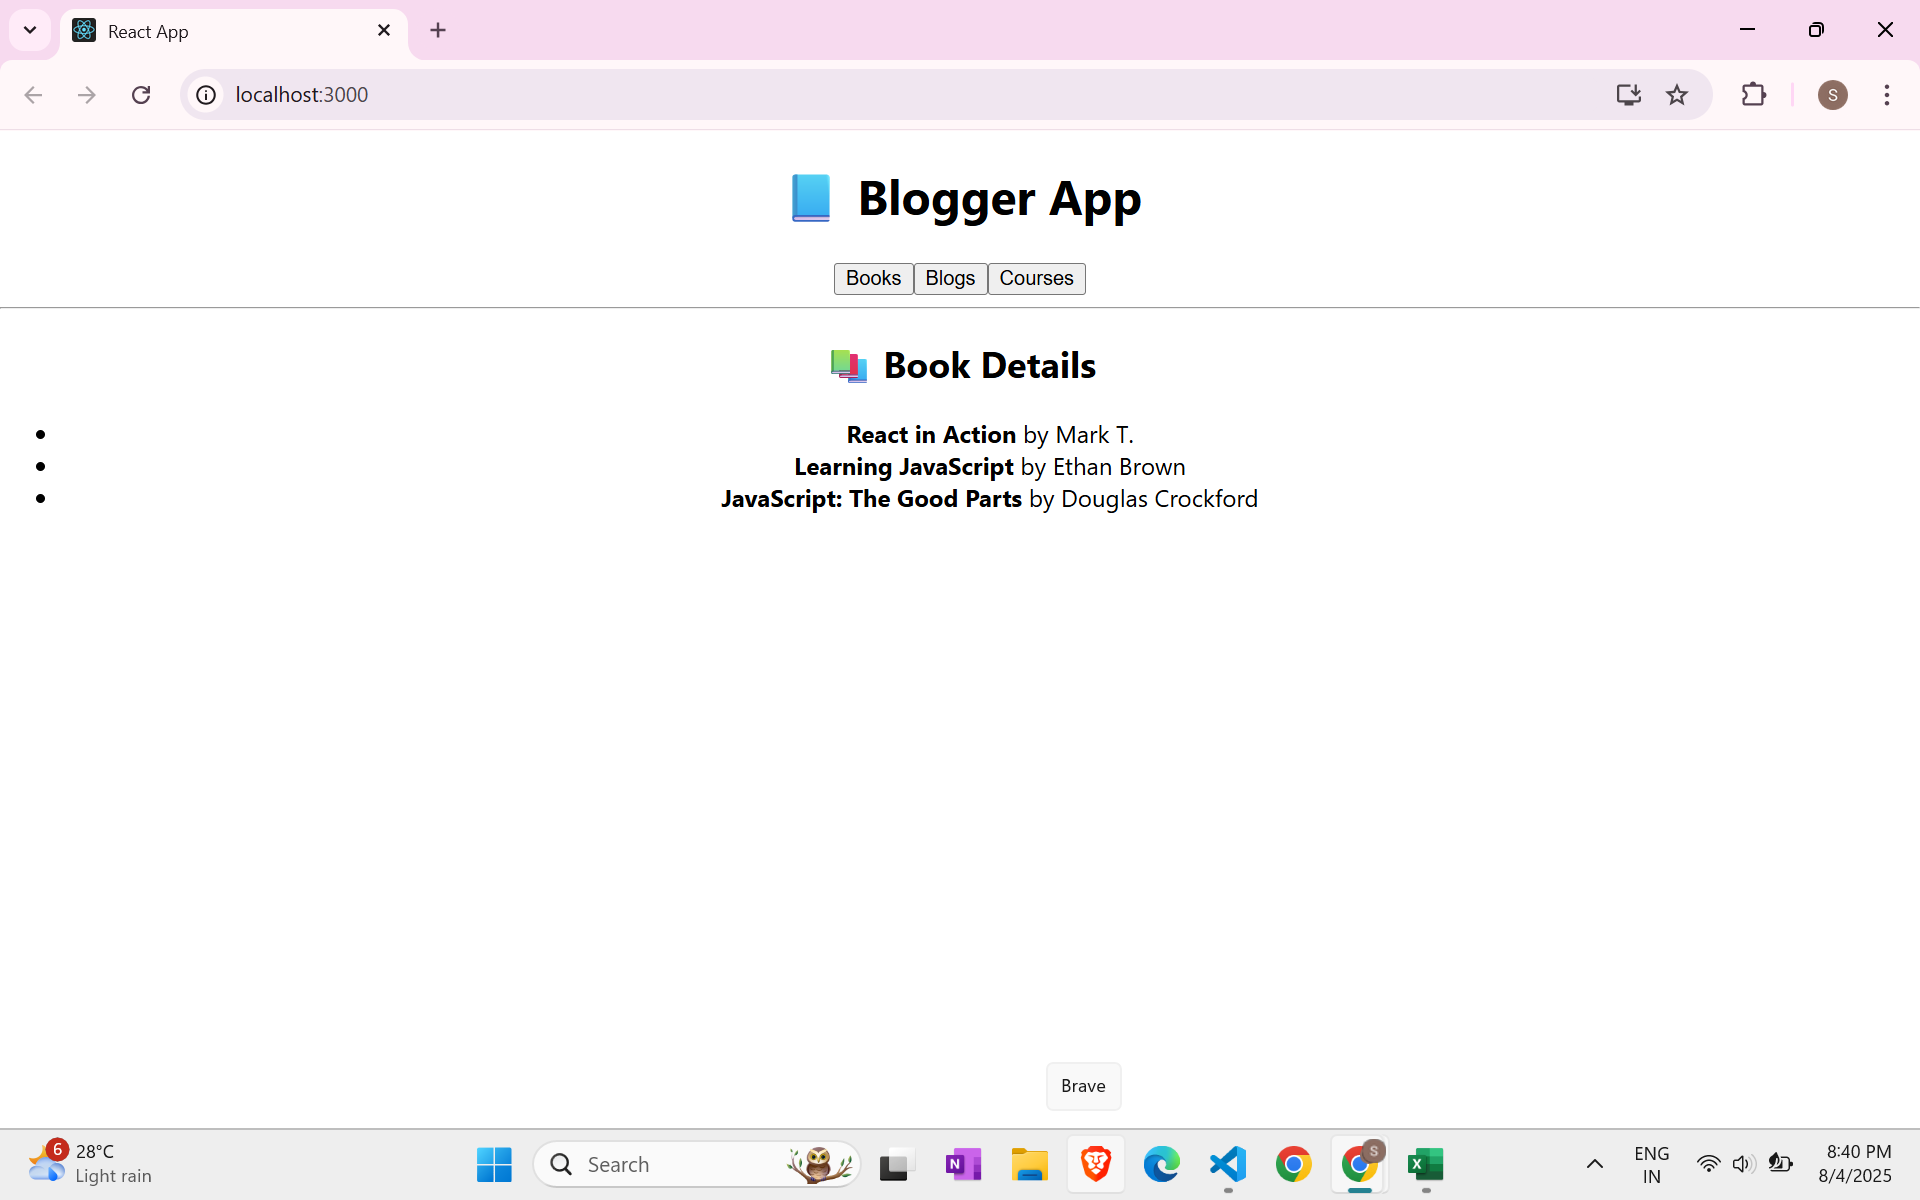 React App
localhost:3000
Blogger App
Books Blogs Courses
Book Details
React in Action by Mark T.
Learning JavaScript by Ethan Brown
JavaScript: The Good Parts by Douglas Crockford
Brave
6
28°C
Light rain
Search
N
S
X
ENG
IN
8:40 PM
8/4/2025
S